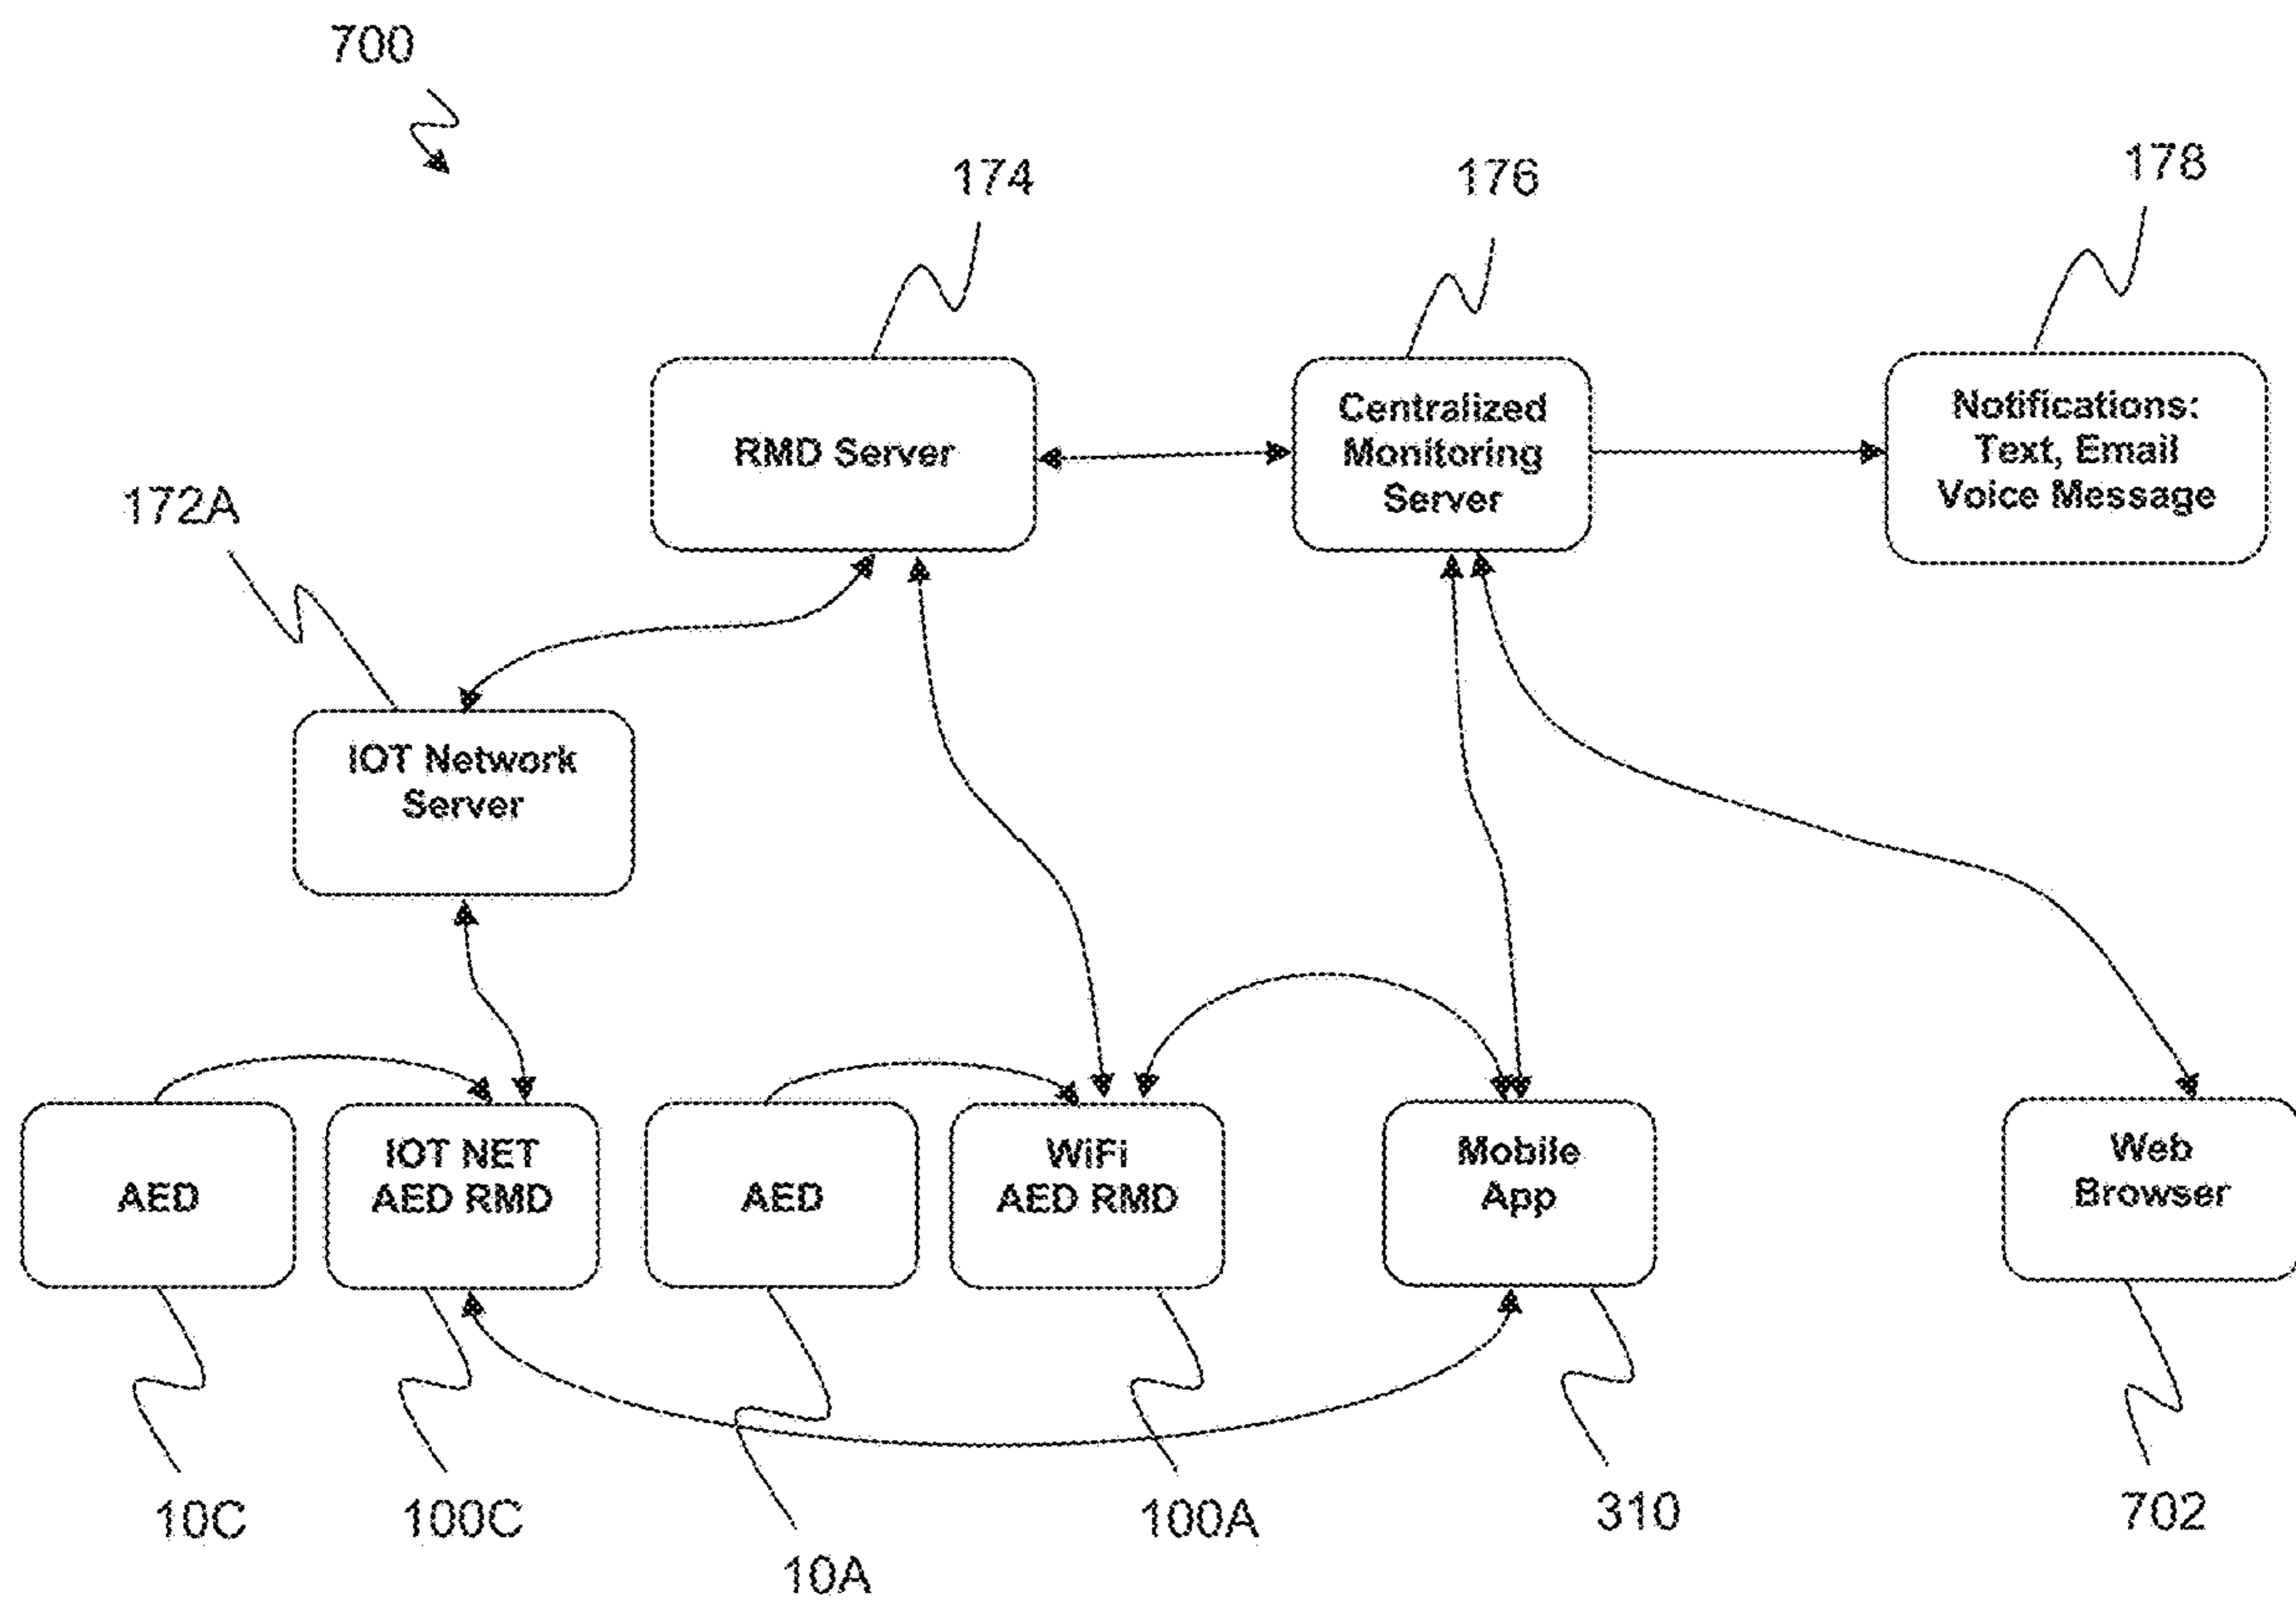 700
174
176
178
RMD Server
Centralized
Monitoring
Server
Notifications:
Text, Email
Voice Message
172A
IOT Network
Server
AED
IOT NET
AED RMD
AED
WiFi
AED RMD
Mobile
App
Web
Browser
10C
100C
10A
100A
310
702